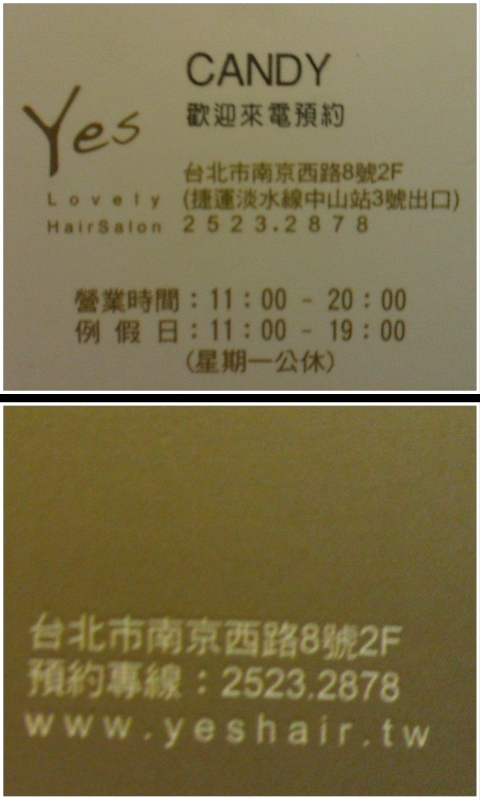 CANDY
歡迎來電預約
Yes
Lovely
HairSalon
台北市南京西路8號2F
(捷運淡水線中山站3號出口)
2523.2878
營業時間：11：00 - 20：00
例假日：11：00 - 19：00
(星期一公休)
台北市南京西路8號2F
預約專線：2523.2878
www.yeshair.tw